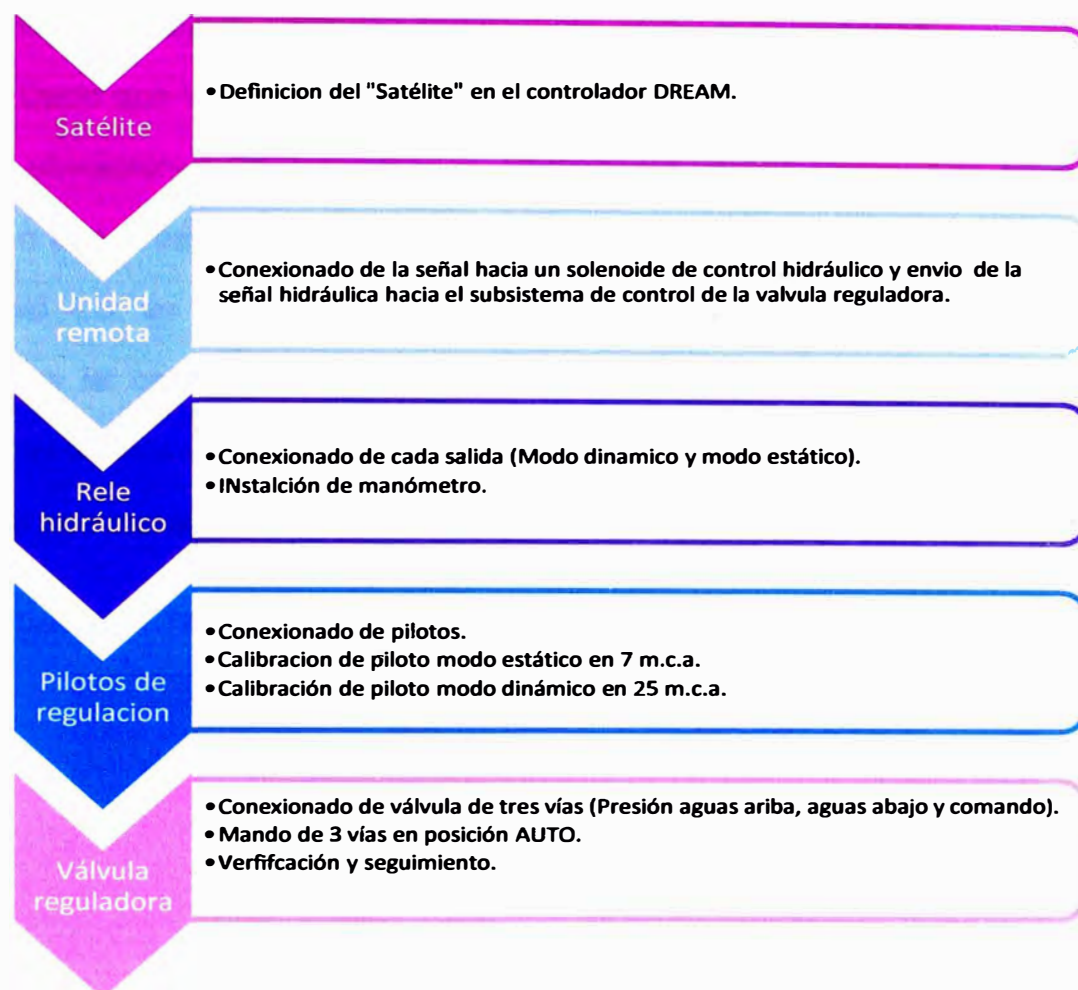 Satélite
• Definicion del "Satélite" en el controlador DREAM.
Unidad
remota
• Conexionado de la señal hacia un solenoide de control hidráulico y envio de la
señal hidráulica hacia el subsistema de control de la valvula reguladora.
Rele
hidráulico
• Conexionado de cada salida (Modo dinamico y modo estático).
• INstalción de manómetro.
Pilotos de
regulacion
• Conexionado de pilotos.
• Calibracion de piloto modo estático en 7 m.c.a.
• Calibración de piloto modo dinámico en 25 m.c.a.
Válvula
reguladora
• Conexionado de válvula de tres vías (Presión aguas ariba, aguas abajo y comando).
• Mando de 3 vías en posición AUTO.
• Verfifcación y seguimiento.